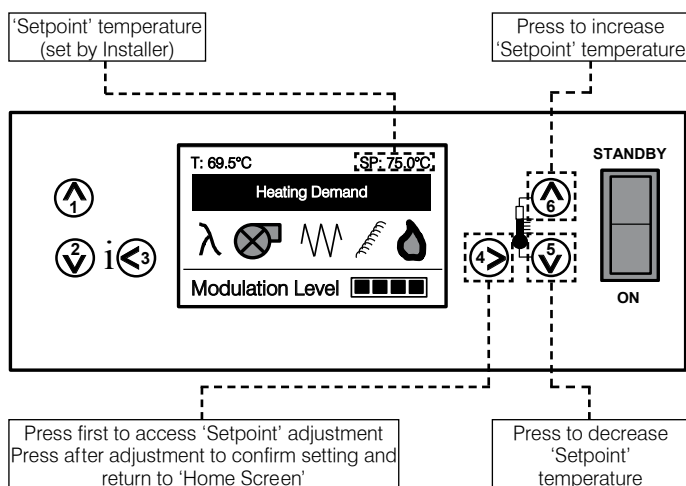 ‘Setpoint’ temperature
(set by Installer)
Press to increase
‘Setpoint’ temperature
T: 69.5°C
SP: 75.0°C
Heating Demand
λ
Modulation Level
1
2
i
3
4
5
6
STANDBY
ON
Press first to access ‘Setpoint’ adjustment
Press after adjustment to confirm setting and
return to ‘Home Screen’
Press to decrease
‘Setpoint’
temperature